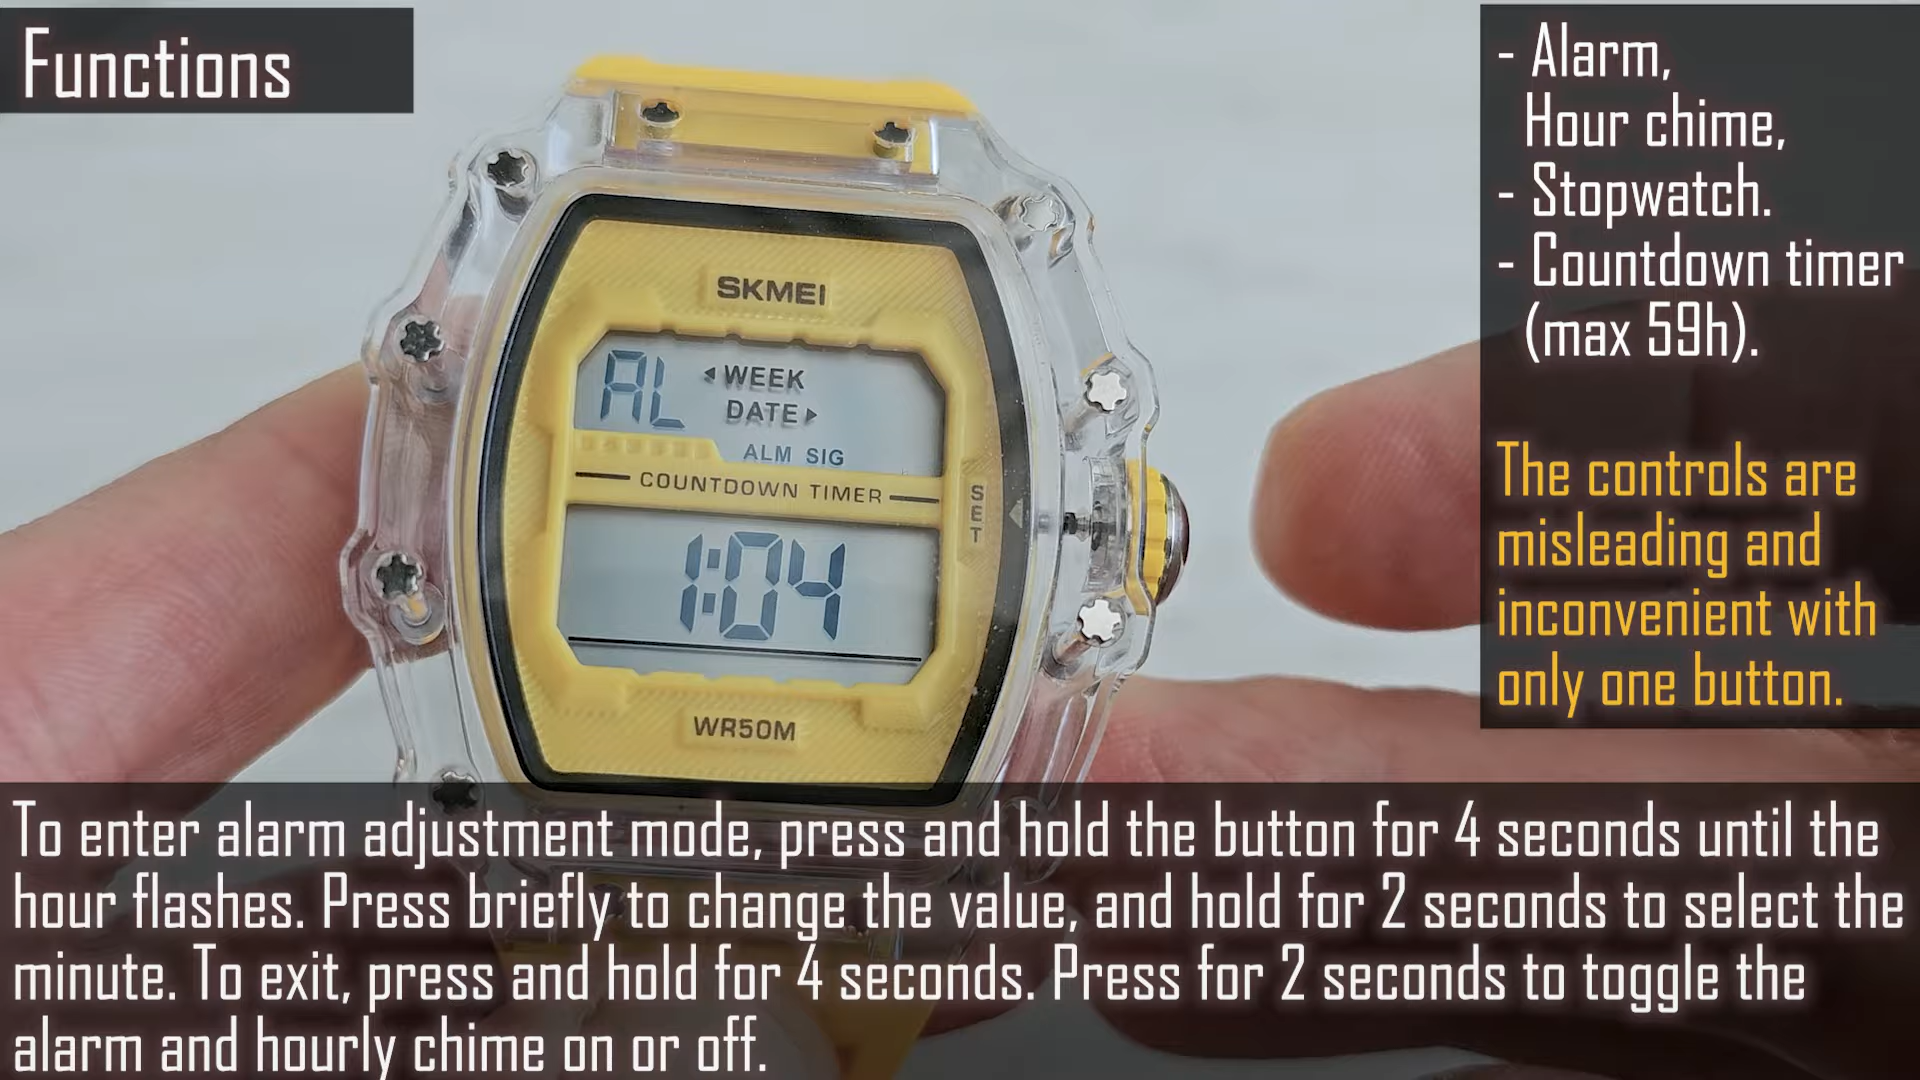 Functions
- Alarm,
Hour chime,
- Stopwatch.
- Countdown timer
(max 59h).
The controls are
misleading and
inconvenient with
only one button.
SKMEI
AL
WEEK
DATE
ALM SIG
COUNTDOWN TIMER
SET
1:04
WR50M
To enter alarm adjustment mode, press and hold the button for 4 seconds until the
hour flashes. Press briefly to change the value, and hold for 2 seconds to select the
minute. To exit, press and hold for 4 seconds. Press for 2 seconds to toggle the
alarm and hourly chime on or off.